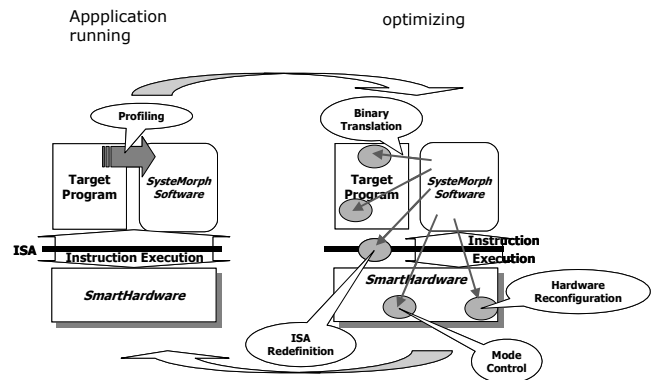 Appplication
running
optimizing
Profiling
Binary
Translation
Target
Program
SysteMorph
Software
Target
Program
SysteMorph
Software
ISA
Instruction Execution
Instruction
Execution
SmartHardware
SmartHardware
Hardware
Reconfiguration
ISA
Redefinition
Mode
Control